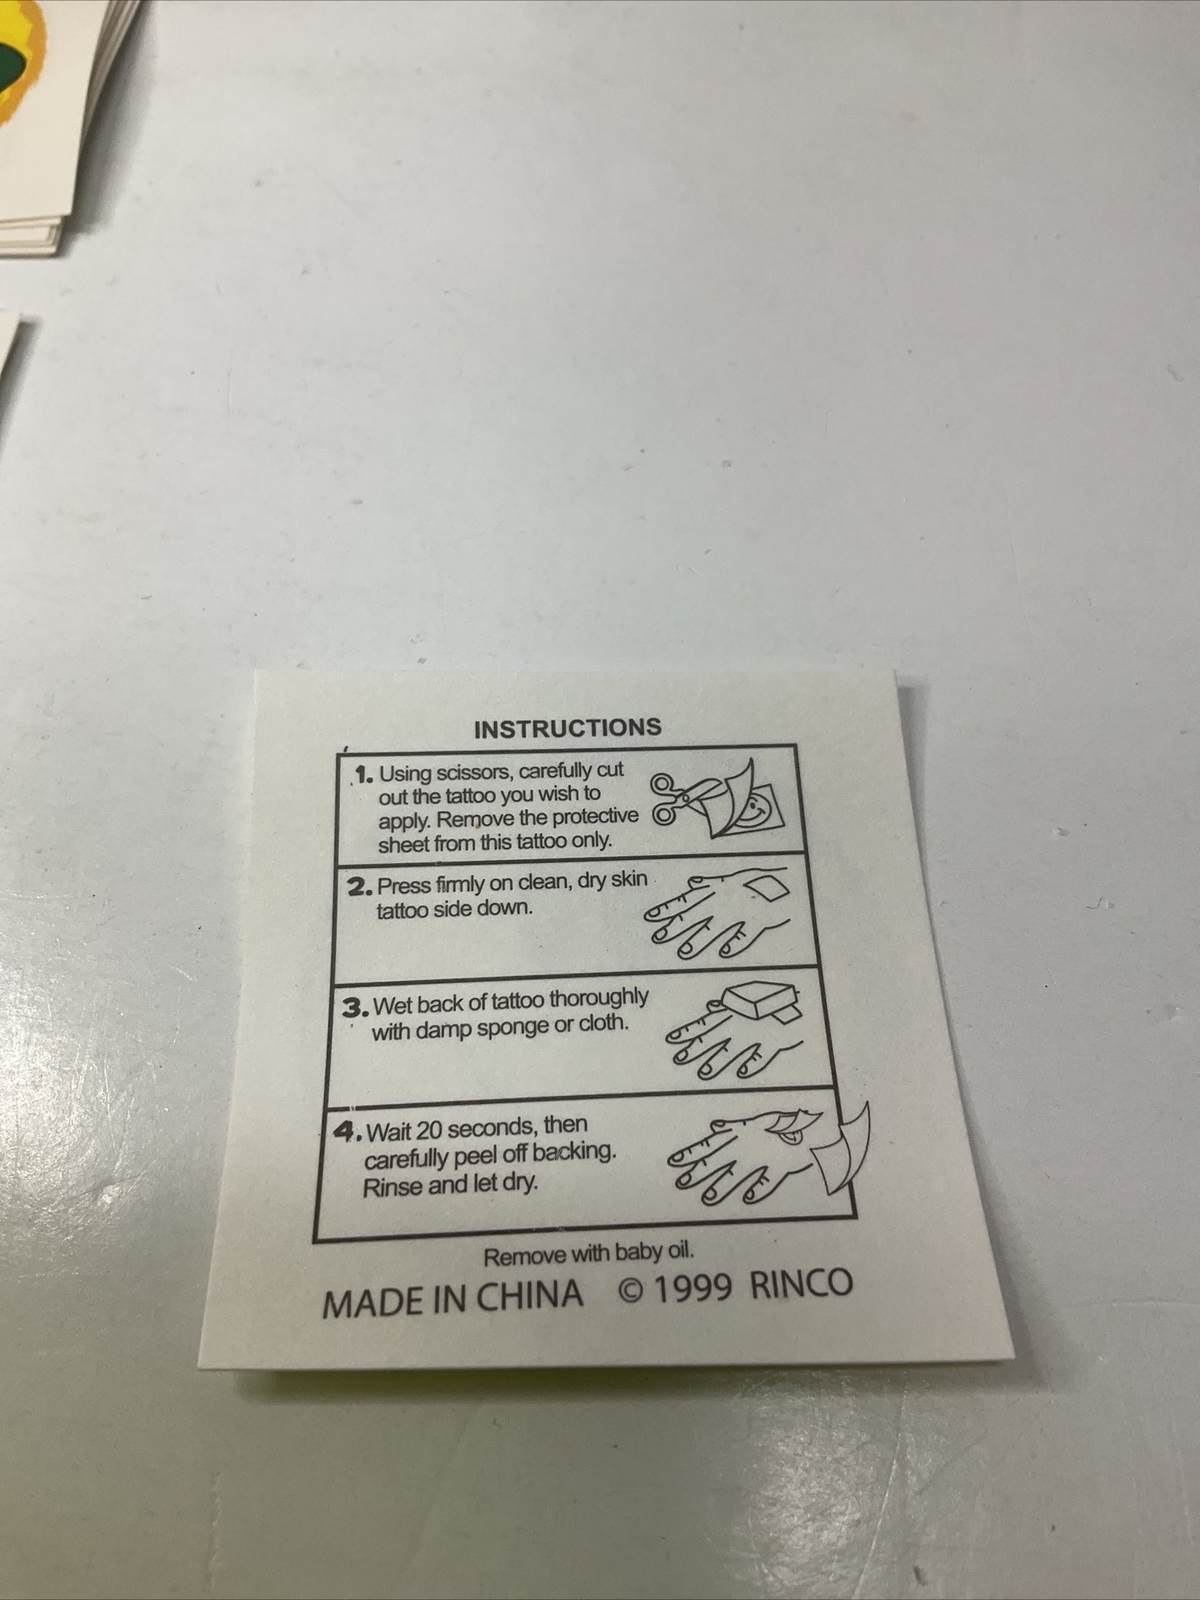 INSTRUCTIONS
1. Using scissors, carefully cut
out the tattoo you wish to
apply. Remove the protective
sheet from this tattoo only.
2. Press firmly on clean, dry skin
tattoo side down.
3. Wet back of tattoo thoroughly
with damp sponge or cloth.
4. Wait 20 seconds, then
carefully peel off backing.
Rinse and let dry.
Remove with baby oil.
MADE IN CHINA © 1999 RINCO